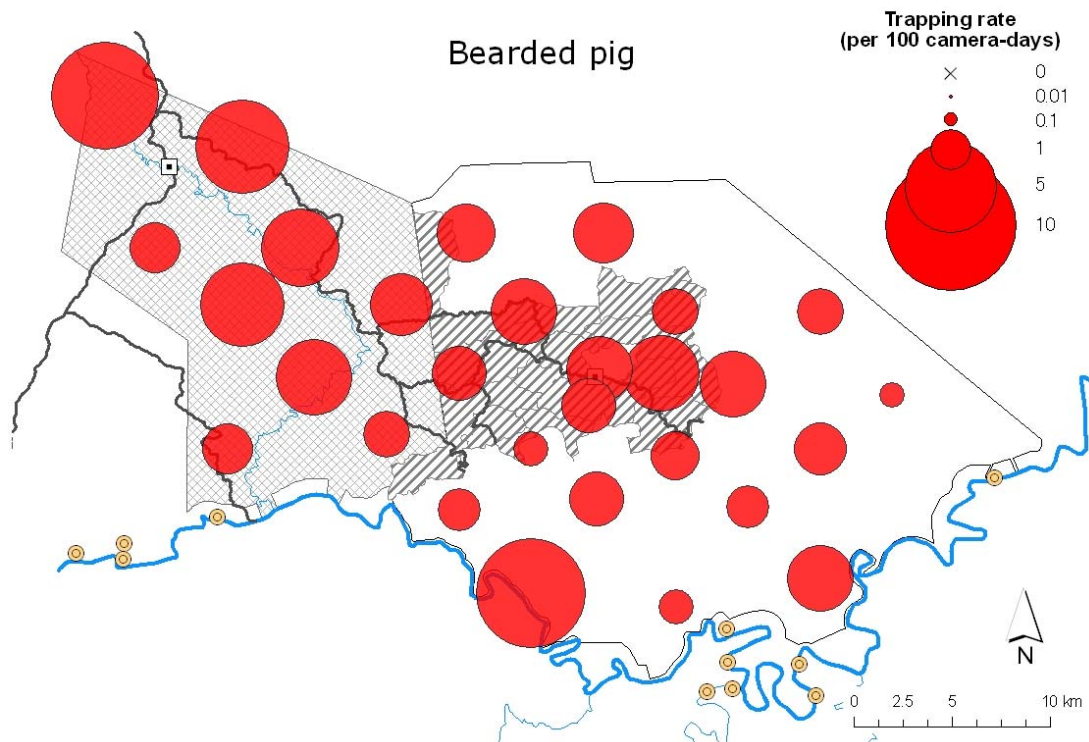 Bearded pig
Trapping rate
(per 100 camera-days)
0
0.01
0.1
1
5
10
N
0 2.5 5 10 km